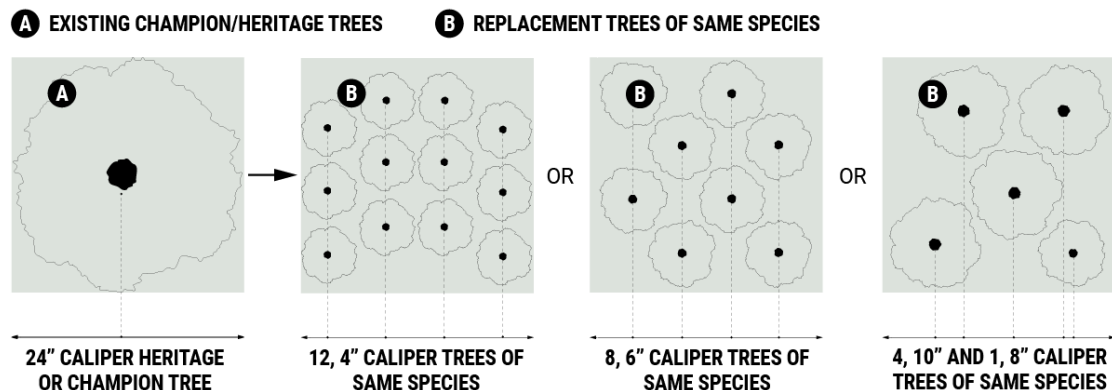 A EXISTING CHAMPION/HERITAGE TREES
B REPLACEMENT TREES OF SAME SPECIES
A
B
OR
B
OR
B
24” CALIPER HERITAGE
OR CHAMPION TREE
12, 4” CALIPER TREES OF
SAME SPECIES
8, 6” CALIPER TREES OF
SAME SPECIES
4, 10” AND 1, 8” CALIPER
TREES OF SAME SPECIES